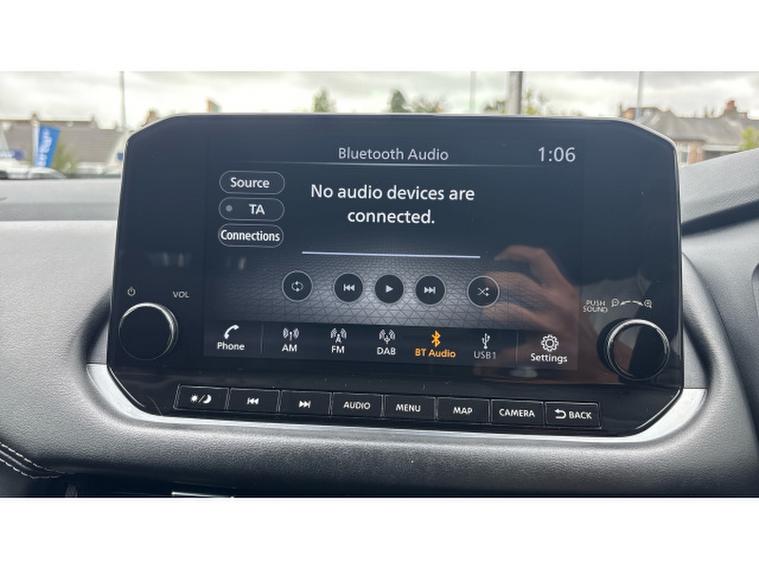 Bluetooth Audio 1:06
Source
TA
Connections
No audio devices are
connected.
VOL
PUSH
SOUND
Phone AM FM DAB BT Audio USB1 Settings
AUDIO MENU MAP CAMERA BACK